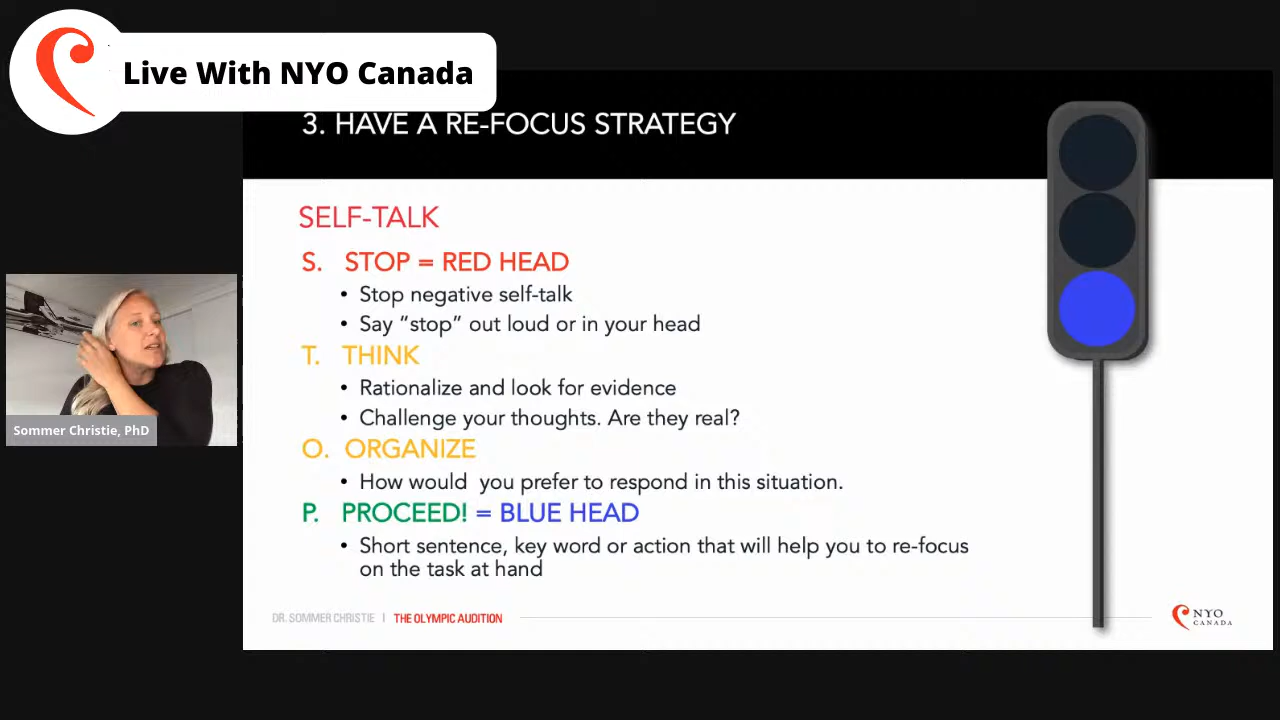 Live With NYO Canada
3. HAVE A RE-FOCUS STRATEGY
SELF-TALK
S. STOP = RED HEAD
• Stop negative self-talk
• Say “stop” out loud or in your head
T. THINK
• Rationalize and look for evidence
• Challenge your thoughts. Are they real?
O. ORGANIZE
• How would  you prefer to respond in this situation.
P. PROCEED! = BLUE HEAD
• Short sentence, key word or action that will help you to re-focus
on the task at hand
Sommer Christie, PhD
DR. SOMMER CHRISTIE | THE OLYMPIC AUDITION
NYO
CANADA